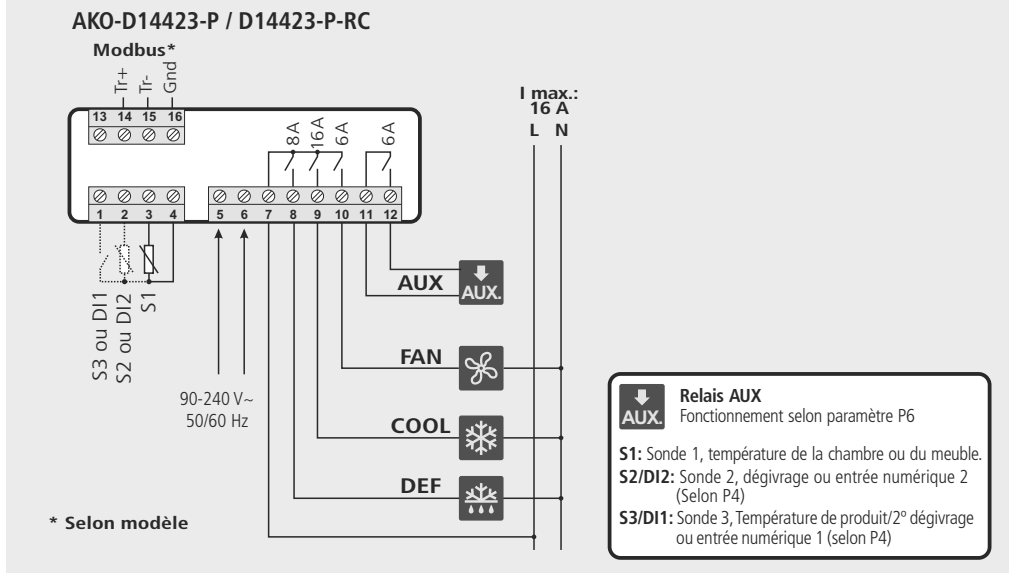 AKO-D14423-P / D14423-P-RC
Modbus*
Tr+
Tr-
Gnd
13 14 15 16
8 A
16 A
6 A
6 A
1 2 3 4
5 6 7 8 9 10 11 12
I max.:
16 A
L N
S3 ou DI1
S2 ou DI2
S1
90-240 V~
50/60 Hz
AUX
AUX.
FAN
COOL
DEF
* Selon modèle
AUX.
Relais AUX
Fonctionnement selon paramètre P6
S1: Sonde 1, température de la chambre ou du meuble.
S2/DI2: Sonde 2, dégivrage ou entrée numérique 2
(Selon P4)
S3/DI1: Sonde 3, Température de produit/2º dégivrage
ou entrée numérique 1 (selon P4)